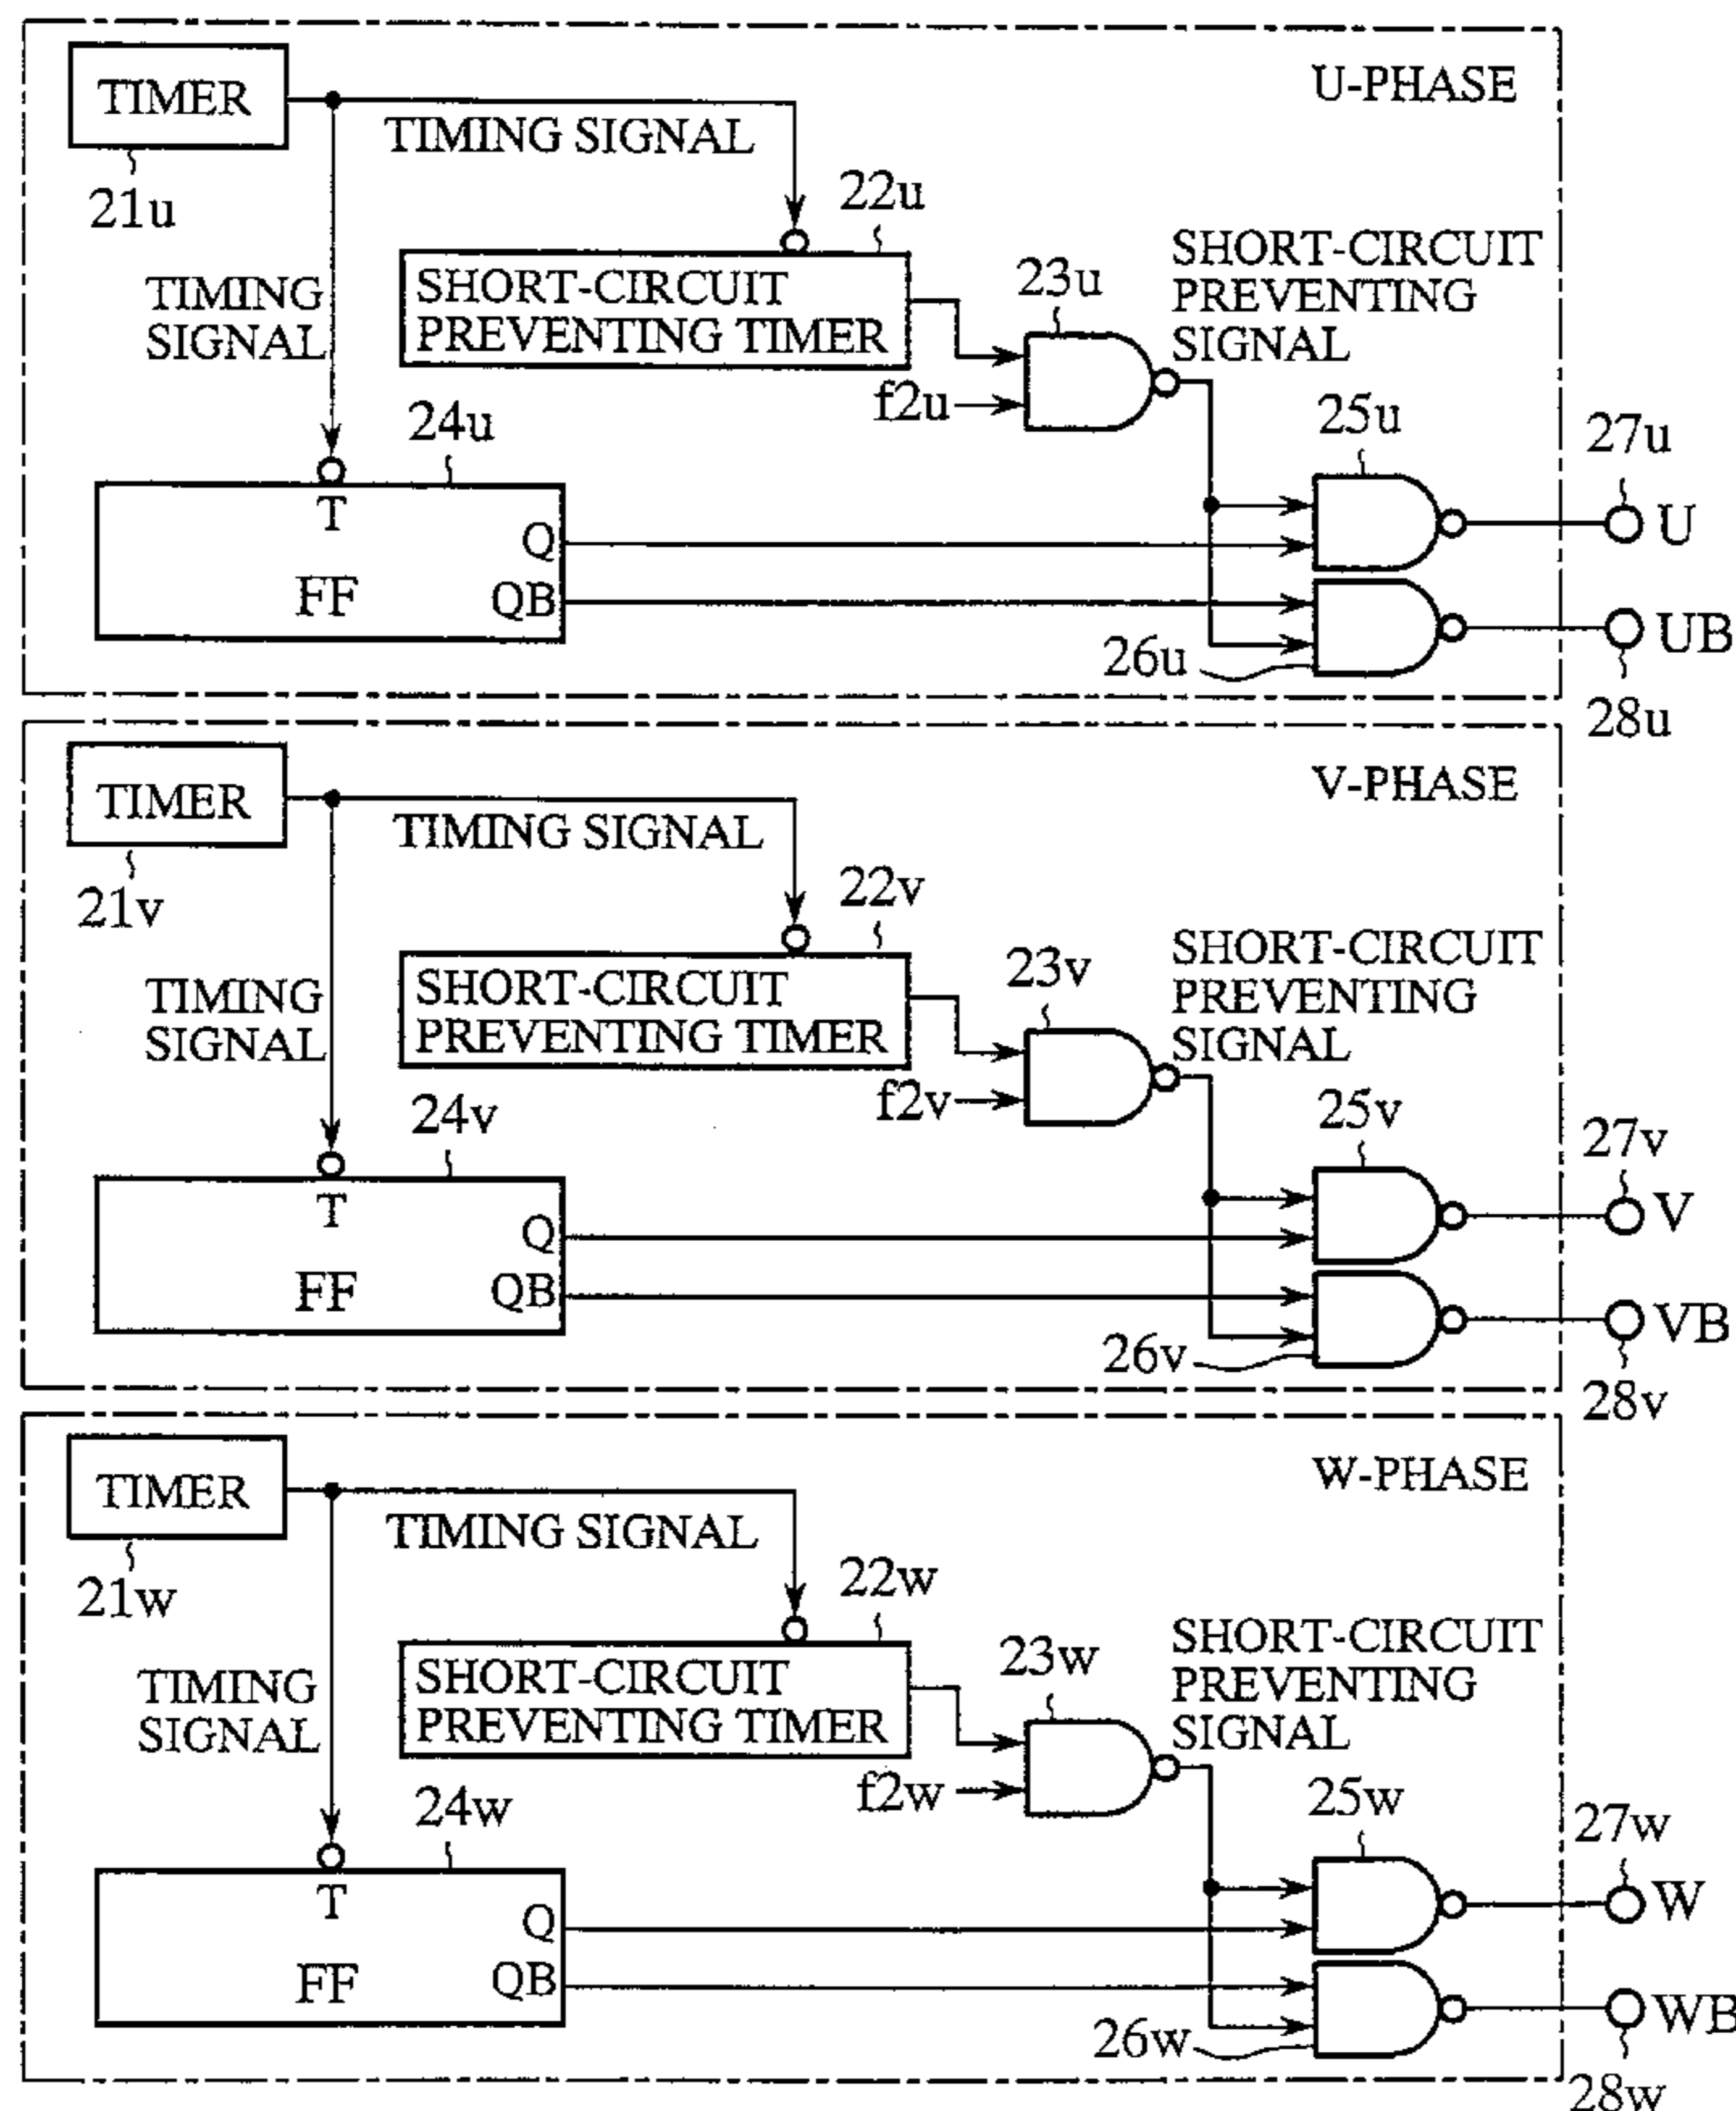 U-PHASE
TIMER
TIMING SIGNAL
21u
22u
TIMING
SIGNAL
SHORT-CIRCUIT
PREVENTING TIMER
23u
SHORT-CIRCUIT
PREVENTING
SIGNAL
f2u
24u
25u
27u
T
Q
U
FF
QB
26u
UB
28u
V-PHASE
TIMER
TIMING SIGNAL
21v
22v
TIMING
SIGNAL
SHORT-CIRCUIT
PREVENTING TIMER
23v
SHORT-CIRCUIT
PREVENTING
SIGNAL
f2v
24v
25v
27v
T
Q
V
FF
QB
26v
VB
28v
W-PHASE
TIMER
TIMING SIGNAL
21w
22w
TIMING
SIGNAL
SHORT-CIRCUIT
PREVENTING TIMER
23w
SHORT-CIRCUIT
PREVENTING
SIGNAL
f2w
24w
25w
27w
T
Q
W
FF
QB
26w
WB
28w